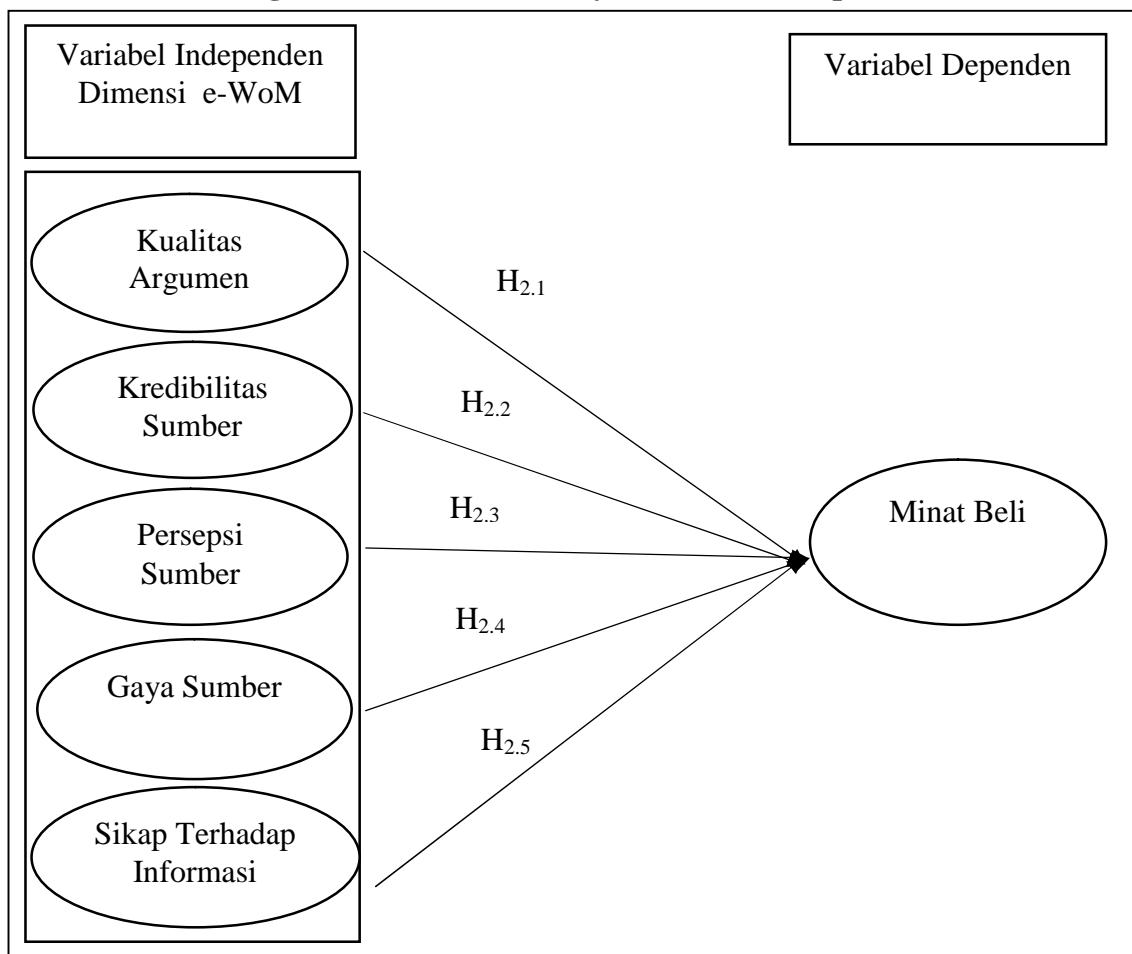 Variabel Independen
Dimensi e-WoM
Variabel Dependen
Kualitas
Argumen
H2.1
Kredibilitas
Sumber
H2.2
Persepsi
Sumber
H2.3
Minat Beli
Gaya Sumber
H2.4
Sikap Terhadap
Informasi
H2.5